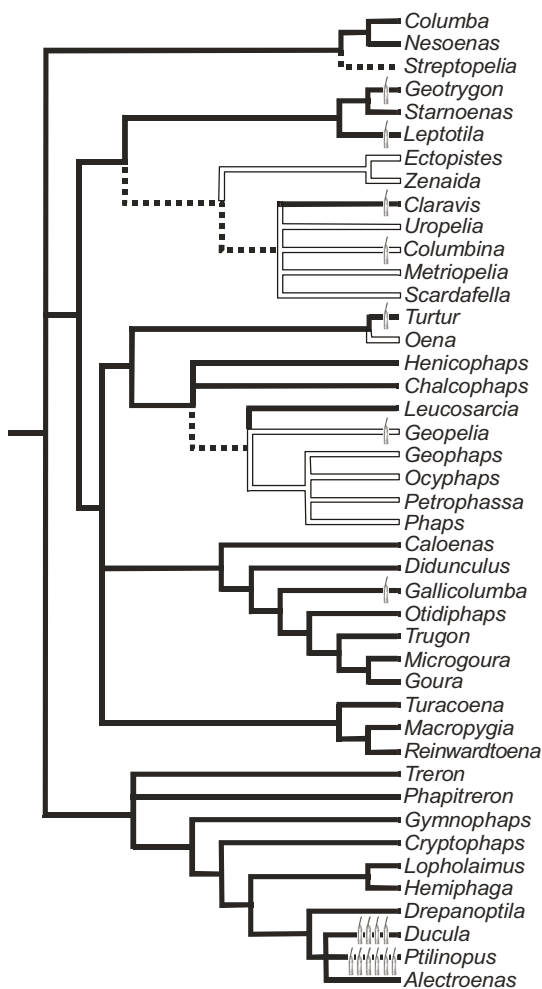 Columba
Nesoenas
Streptopelia
Geotrygon
Starnoenas
Leptotila
Ectopistes
Zenaida
Claravis
Uropelia
Columbina
Metriopelia
Scardafella
Turtur
Oena
Henicophaps
Chalcophaps
Leucosarcia
Geopelia
Geophaps
Ocyphaps
Petrophassa
Phaps
Caloenas
Didunculus
Gallicolumba
Otidiphaps
Trugon
Microgoura
Goura
Turacoena
Macropygia
Reinwardtoena
Treron
Phapitreron
Gymnophaps
Cryptophaps
Lopholaimus
Hemiphaga
Drepanoptila
Ducula
Ptilinopus
Alectroenas